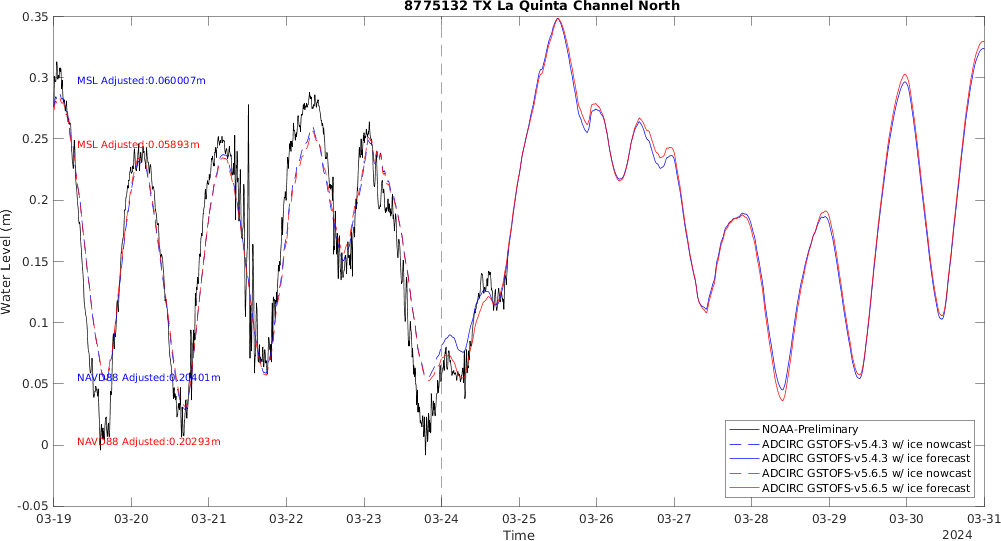 8775132 TX La Quinta Channel North
0.35
0.3
0.25
0.2
0.15
0.1
0.05
0
-0.05
Water Level (m)
MSL Adjusted:0.060007m
MSL Adjusted:0.05893m
NAVD88 Adjusted:0.20401m
NAVD88 Adjusted:0.20293m
NOAA-Preliminary
ADCIRC GSTOFS-v5.4.3 w/ ice nowcast
ADCIRC GSTOFS-v5.4.3 w/ ice forecast
ADCIRC GSTOFS-v5.6.5 w/ ice nowcast
ADCIRC GSTOFS-v5.6.5 w/ ice forecast
03-19 03-20 03-21 03-22 03-23 03-24 03-25 03-26 03-27 03-28 03-29 03-30 03-31
Time
2024